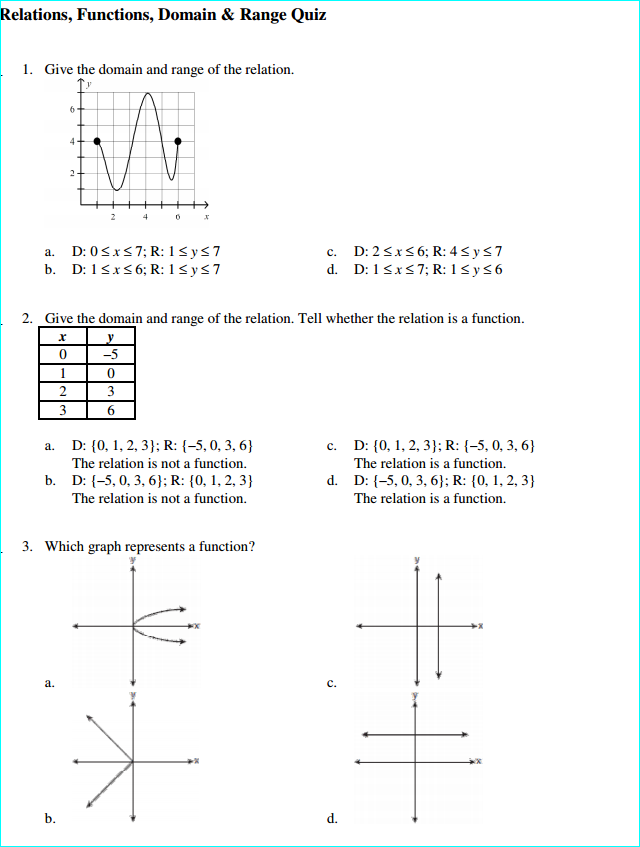 Relations, Functions, Domain & Range Quiz
1. Give the domain and range of the relation.
y
6
4
2
2 4 6 x
a. D: 0 ≤ x ≤ 7; R: 1 ≤ y ≤ 7
b. D: 1 ≤ x ≤ 6; R: 1 ≤ y ≤ 7
c. D: 2 ≤ x ≤ 6; R: 4 ≤ y ≤ 7
d. D: 1 ≤ x ≤ 7; R: 1 ≤ y ≤ 6
2. Give the domain and range of the relation. Tell whether the relation is a function.
x y
0 –5
1 0
2 3
3 6
a. D: {0, 1, 2, 3}; R: {–5, 0, 3, 6}
The relation is not a function.
b. D: {–5, 0, 3, 6}; R: {0, 1, 2, 3}
The relation is not a function.
c. D: {0, 1, 2, 3}; R: {–5, 0, 3, 6}
The relation is a function.
d. D: {–5, 0, 3, 6}; R: {0, 1, 2, 3}
The relation is a function.
3. Which graph represents a function?
y
x
a.
y
x
b.
y
x
c.
y
x
d.